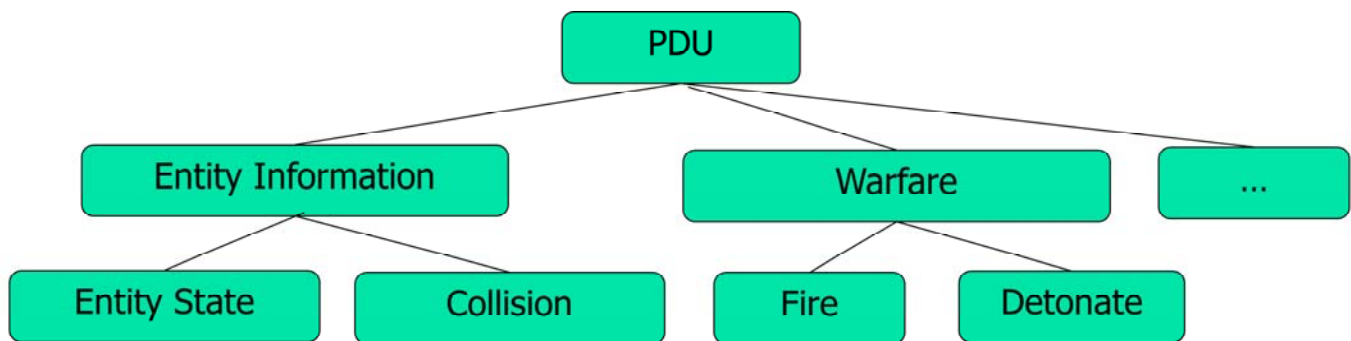 PDU
Entity Information
Warfare
...
Entity State
Collision
Fire
Detonate